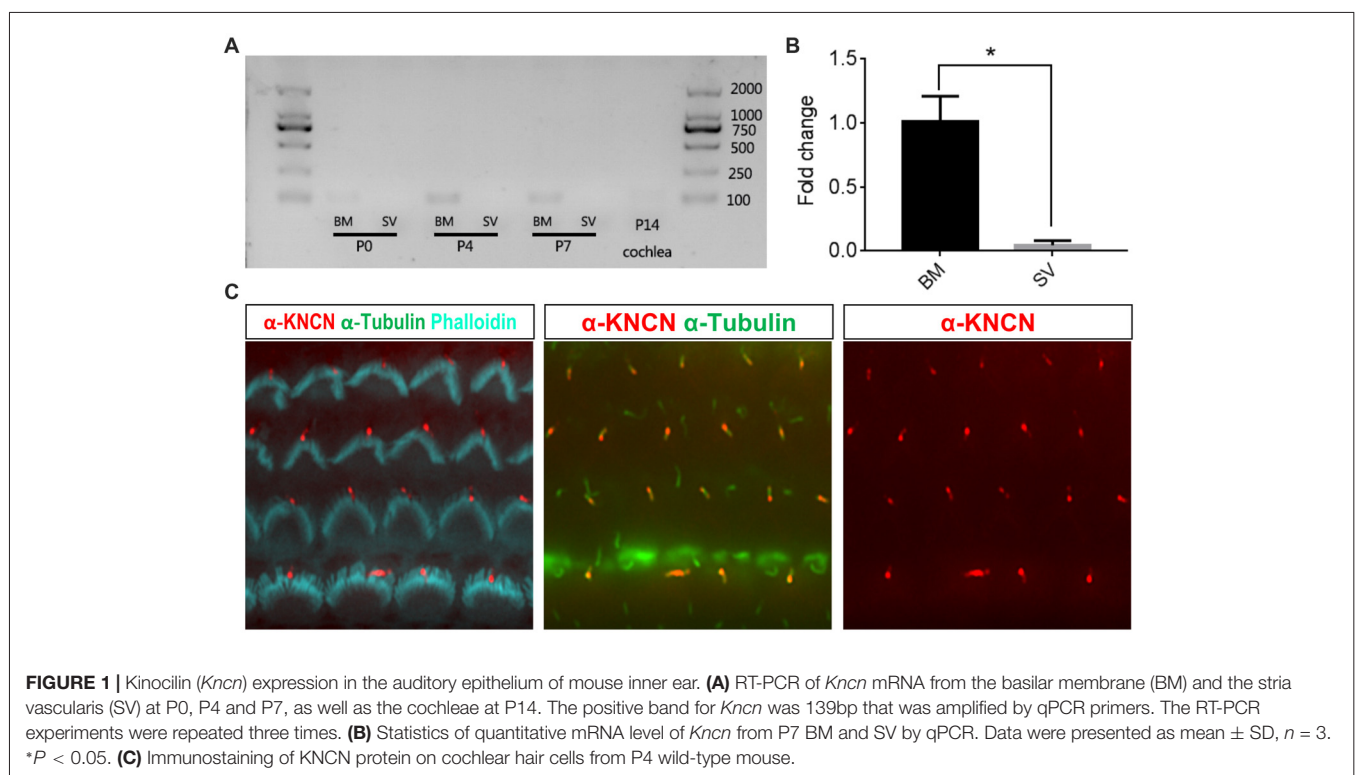 A
2000
1000
750
500
250
100
BM SV BM SV BM SV P14
P0 P4 P7 cochlea
B
*
Fold change
1.5
1.0
0.5
0.0
BM
SV
C
α-KNCN α-Tubulin Phalloidin
α-KNCN α-Tubulin
α-KNCN
FIGURE 1 | Kinocilin (Kncn) expression in the auditory epithelium of mouse inner ear. (A) RT-PCR of Kncn mRNA from the basilar membrane (BM) and the stria
vascularis (SV) at P0, P4 and P7, as well as the cochleae at P14. The positive band for Kncn was 139bp that was amplified by qPCR primers. The RT-PCR
experiments were repeated three times. (B) Statistics of quantitative mRNA level of Kncn from P7 BM and SV by qPCR. Data were presented as mean ± SD, n = 3.
*P < 0.05. (C) Immunostaining of KNCN protein on cochlear hair cells from P4 wild-type mouse.